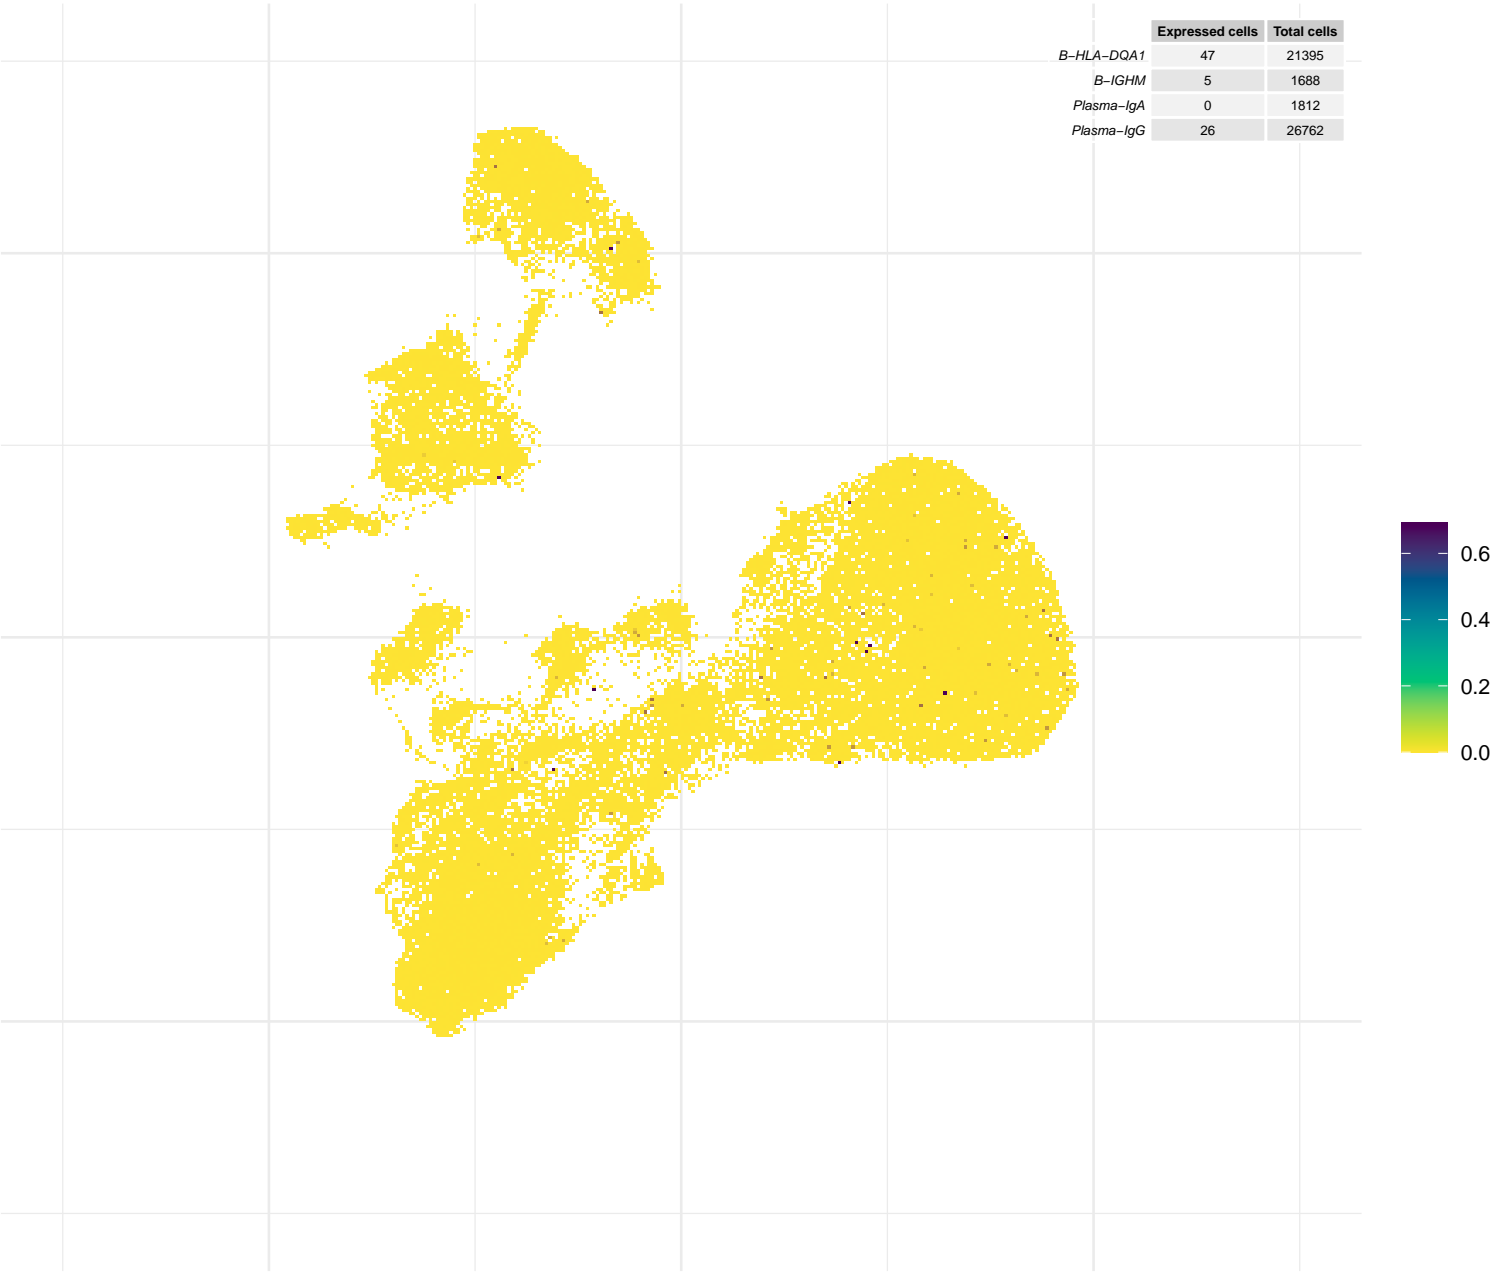 Expressed cells Total cells
B−HLA−DQA1 47 21395
B−IGHM 5 1688
Plasma−IgA 0 1812
Plasma−IgG 26 26762
0.6
0.4
0.2
0.0